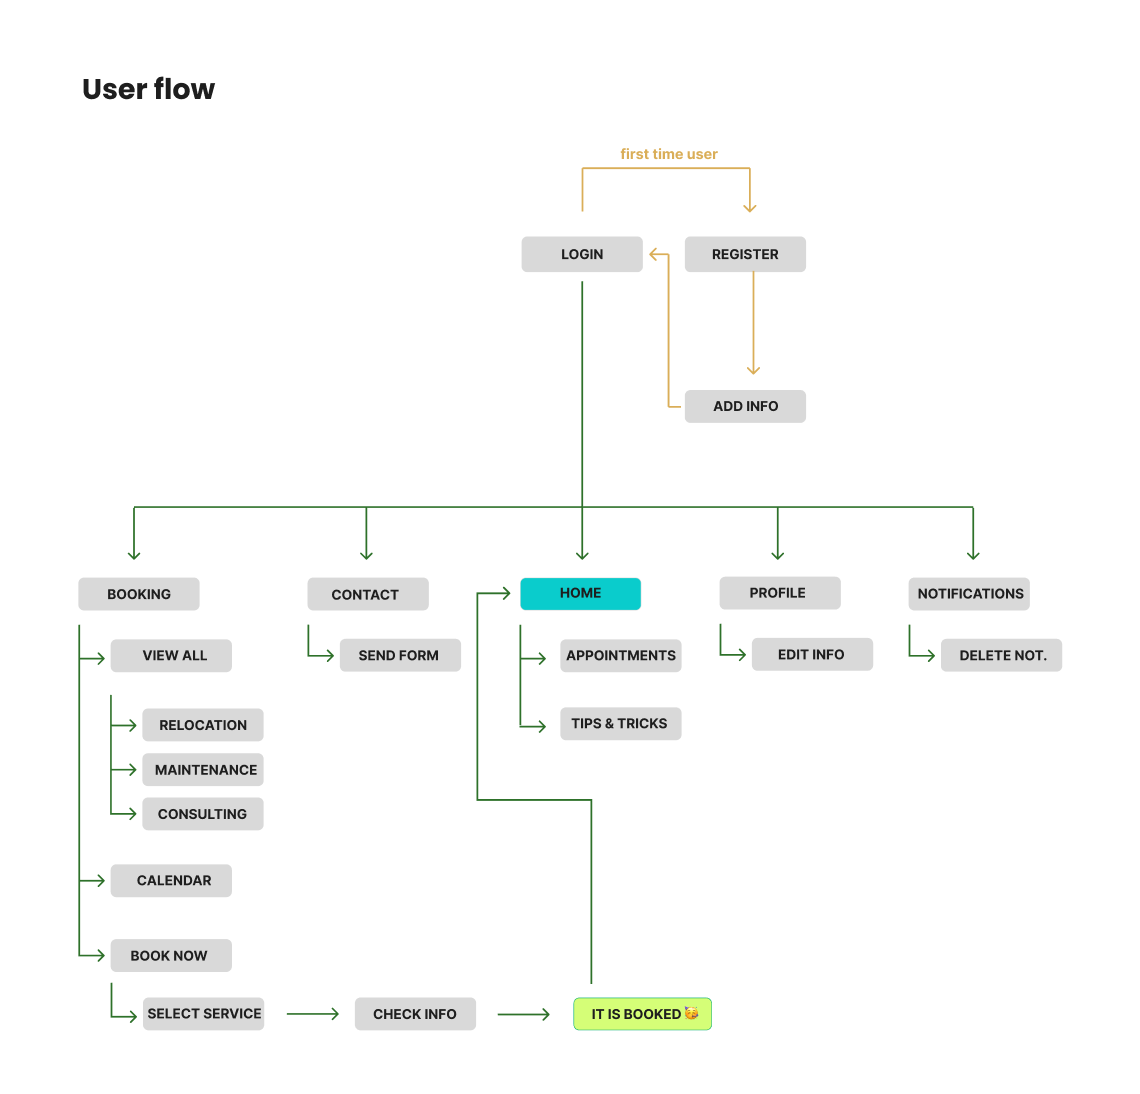 User flow
first time user
LOGIN
REGISTER
ADD INFO
BOOKING
CONTACT
HOME
PROFILE
NOTIFICATIONS
VIEW ALL
SEND FORM
APPOINTMENTS
EDIT INFO
DELETE NOT.
RELOCATION
TIPS & TRICKS
MAINTENANCE
CONSULTING
CALENDAR
BOOK NOW
SELECT SERVICE
CHECK INFO
IT IS BOOKED 🥳